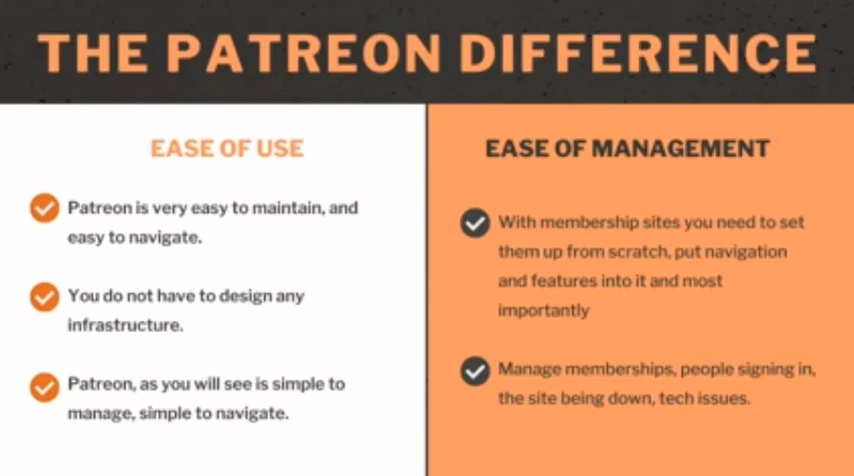 THE PATREON DIFFERENCE
EASE OF USE
Patreon is very easy to maintain, and
easy to navigate.
You do not have to design any
infrastructure.
Patreon, as you will see is simple to
manage, simple to navigate.
EASE OF MANAGEMENT
With membership sites you need to set
them up from scratch, put navigation
and features into it and most
importantly
Manage memberships, people signing in,
the site being down, tech issues.